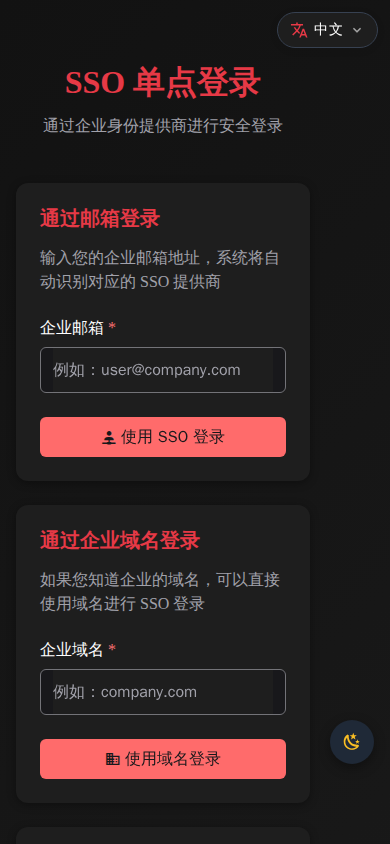 中文
SSO 单点登录
通过企业身份提供商进行安全登录
通过邮箱登录
输入您的企业邮箱地址，系统将自
动识别对应的 SSO 提供商
企业邮箱 *
例如：user@company.com
使用 SSO 登录
通过企业域名登录
如果您知道企业的域名，可以直接
使用域名进行 SSO 登录
企业域名 *
例如：company.com
使用域名登录